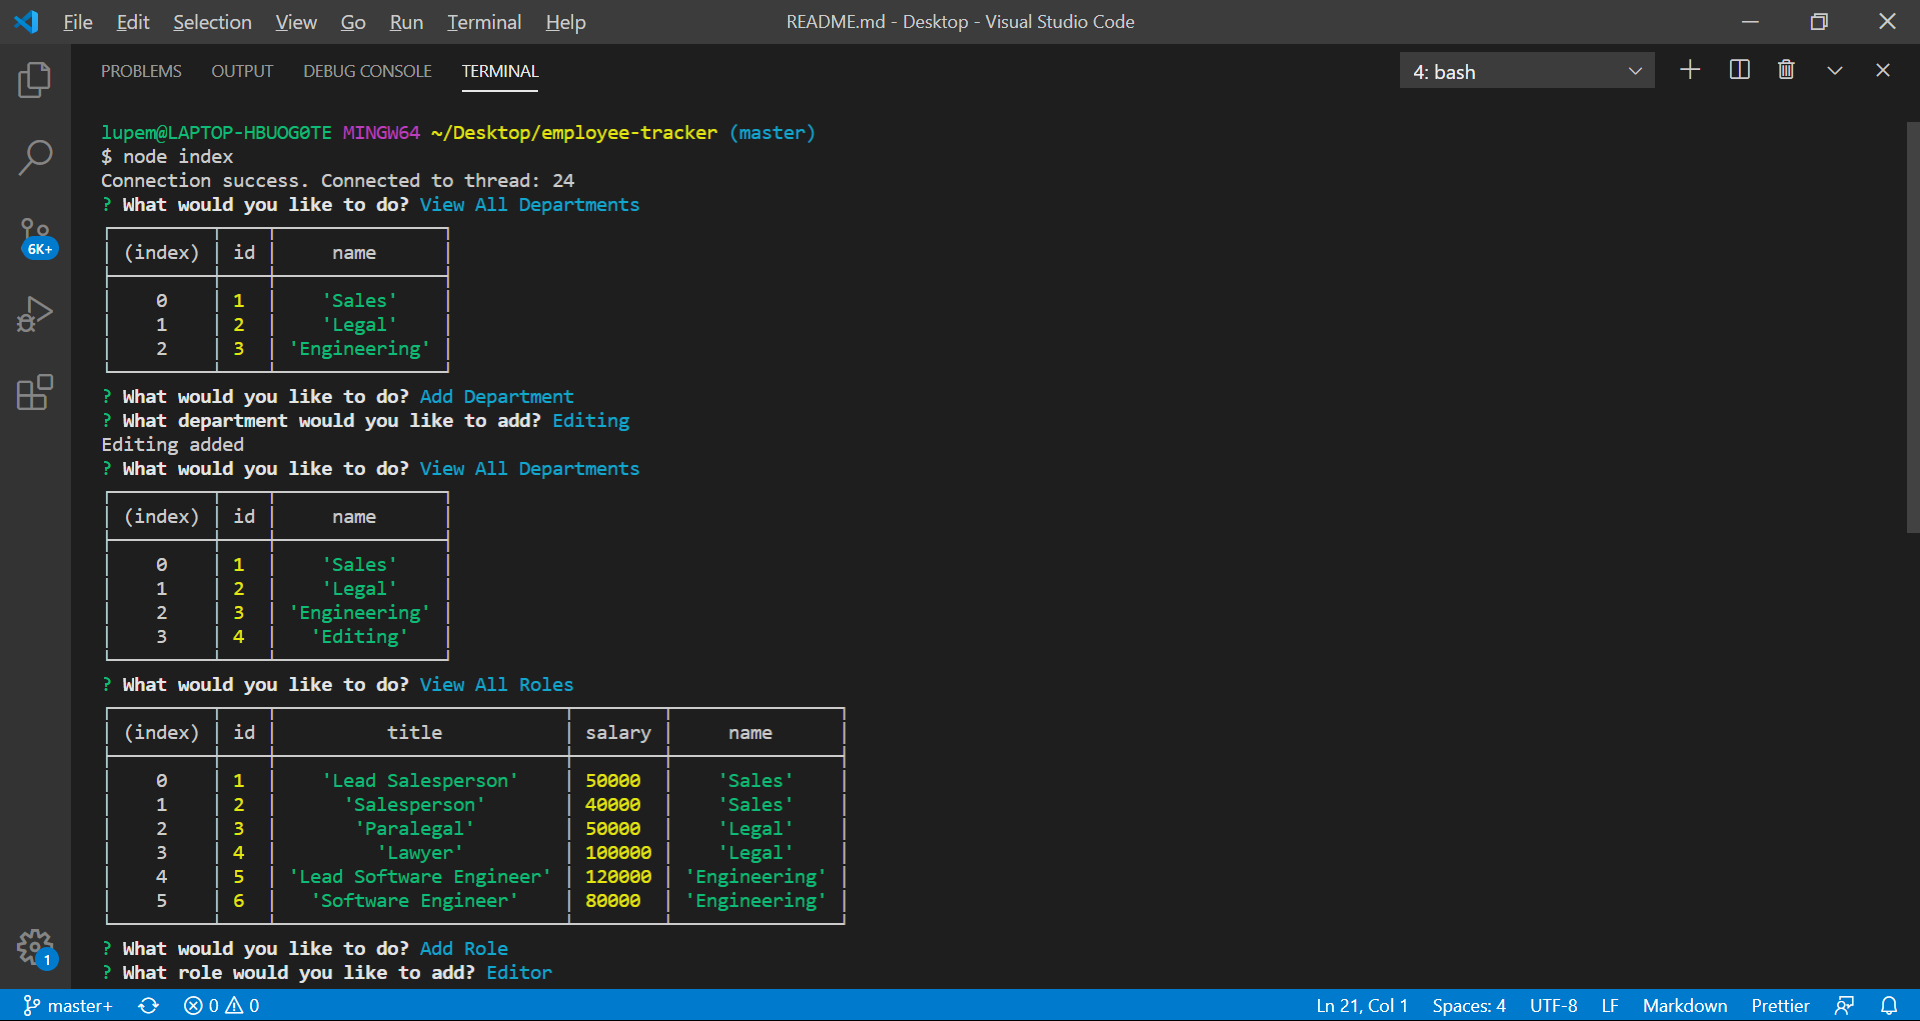 File Edit Selection View Go Run Terminal Help README.md - Desktop - Visual Studio Code
PROBLEMS OUTPUT DEBUG CONSOLE TERMINAL 4: bash
lupem@LAPTOP-HBUOG0TE MINGW64 ~/Desktop/employee-tracker (master)
$ node index
Connection success. Connected to thread: 24
? What would you like to do? View All Departments
(index) id name
0 1 'Sales'
1 2 'Legal'
2 3 'Engineering'
? What would you like to do? Add Department
? What department would you like to add? Editing
Editing added
? What would you like to do? View All Departments
(index) id name
0 1 'Sales'
1 2 'Legal'
2 3 'Engineering'
3 4 'Editing'
? What would you like to do? View All Roles
(index) id title salary name
0 1 'Lead Salesperson' 50000 'Sales'
1 2 'Salesperson' 40000 'Sales'
2 3 'Paralegal' 50000 'Legal'
3 4 'Lawyer' 100000 'Legal'
4 5 'Lead Software Engineer' 120000 'Engineering'
5 6 'Software Engineer' 80000 'Engineering'
? What would you like to do? Add Role
? What role would you like to add? Editor
6K+
1
master+ 0 0 Ln 21, Col 1 Spaces: 4 UTF-8 LF Markdown Prettier